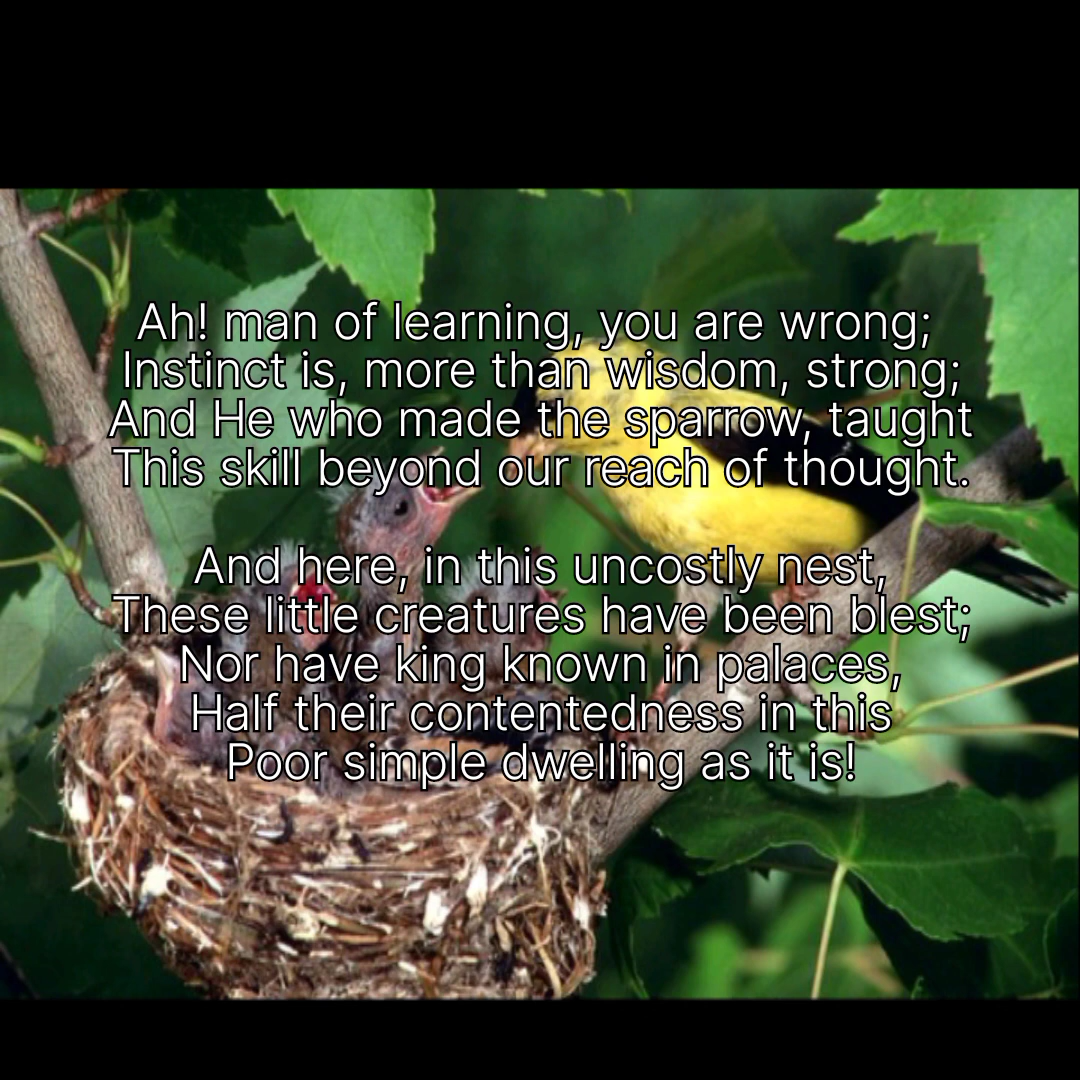 Ah! man of learning, you are wrong;
Instinct is, more than wisdom, strong;
And He who made the sparrow, taught
This skill beyond our reach of thought.
And here, in this uncostly nest,
These little creatures have been blest;
Nor have king known in palaces,
Half their contentedness in this
Poor simple dwelling as it is!